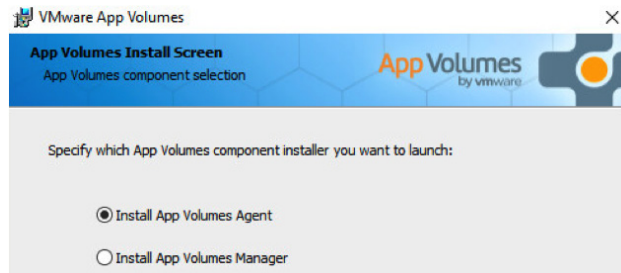 VMware App Volumes
App Volumes Install Screen
App Volumes component selection
App Volumes
by vmware
Specify which App Volumes component installer you want to launch:
Install App Volumes Agent
Install App Volumes Manager